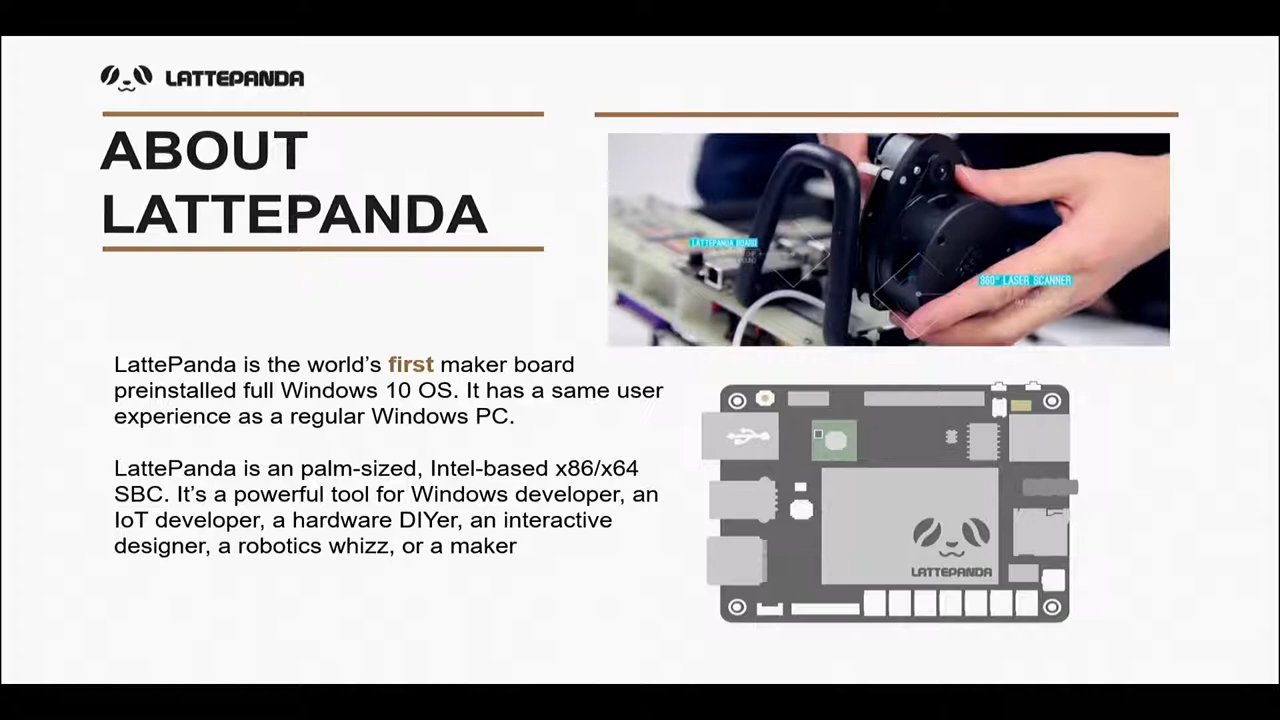 LATTEPANDA
ABOUT
LATTEPANDA
LATTEPANDA BOARD
360° LASER SCANNER
LattePanda is the world’s first maker board
preinstalled full Windows 10 OS. It has a same user
experience as a regular Windows PC.
LattePanda is an palm-sized, Intel-based x86/x64
SBC. It’s a powerful tool for Windows developer, an
IoT developer, a hardware DIYer, an interactive
designer, a robotics whizz, or a maker
LATTEPANDA